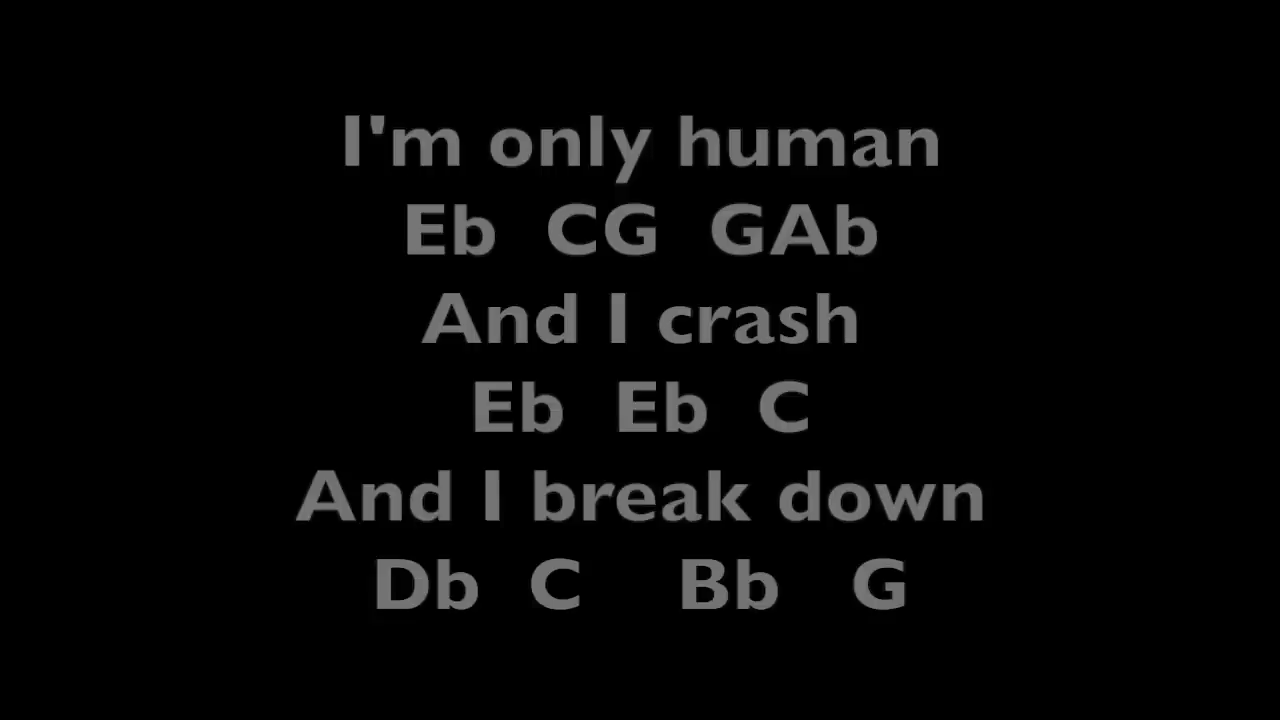 I'm only human
Eb CG GAb
And I crash
Eb Eb C
And I break down
Db C Bb G